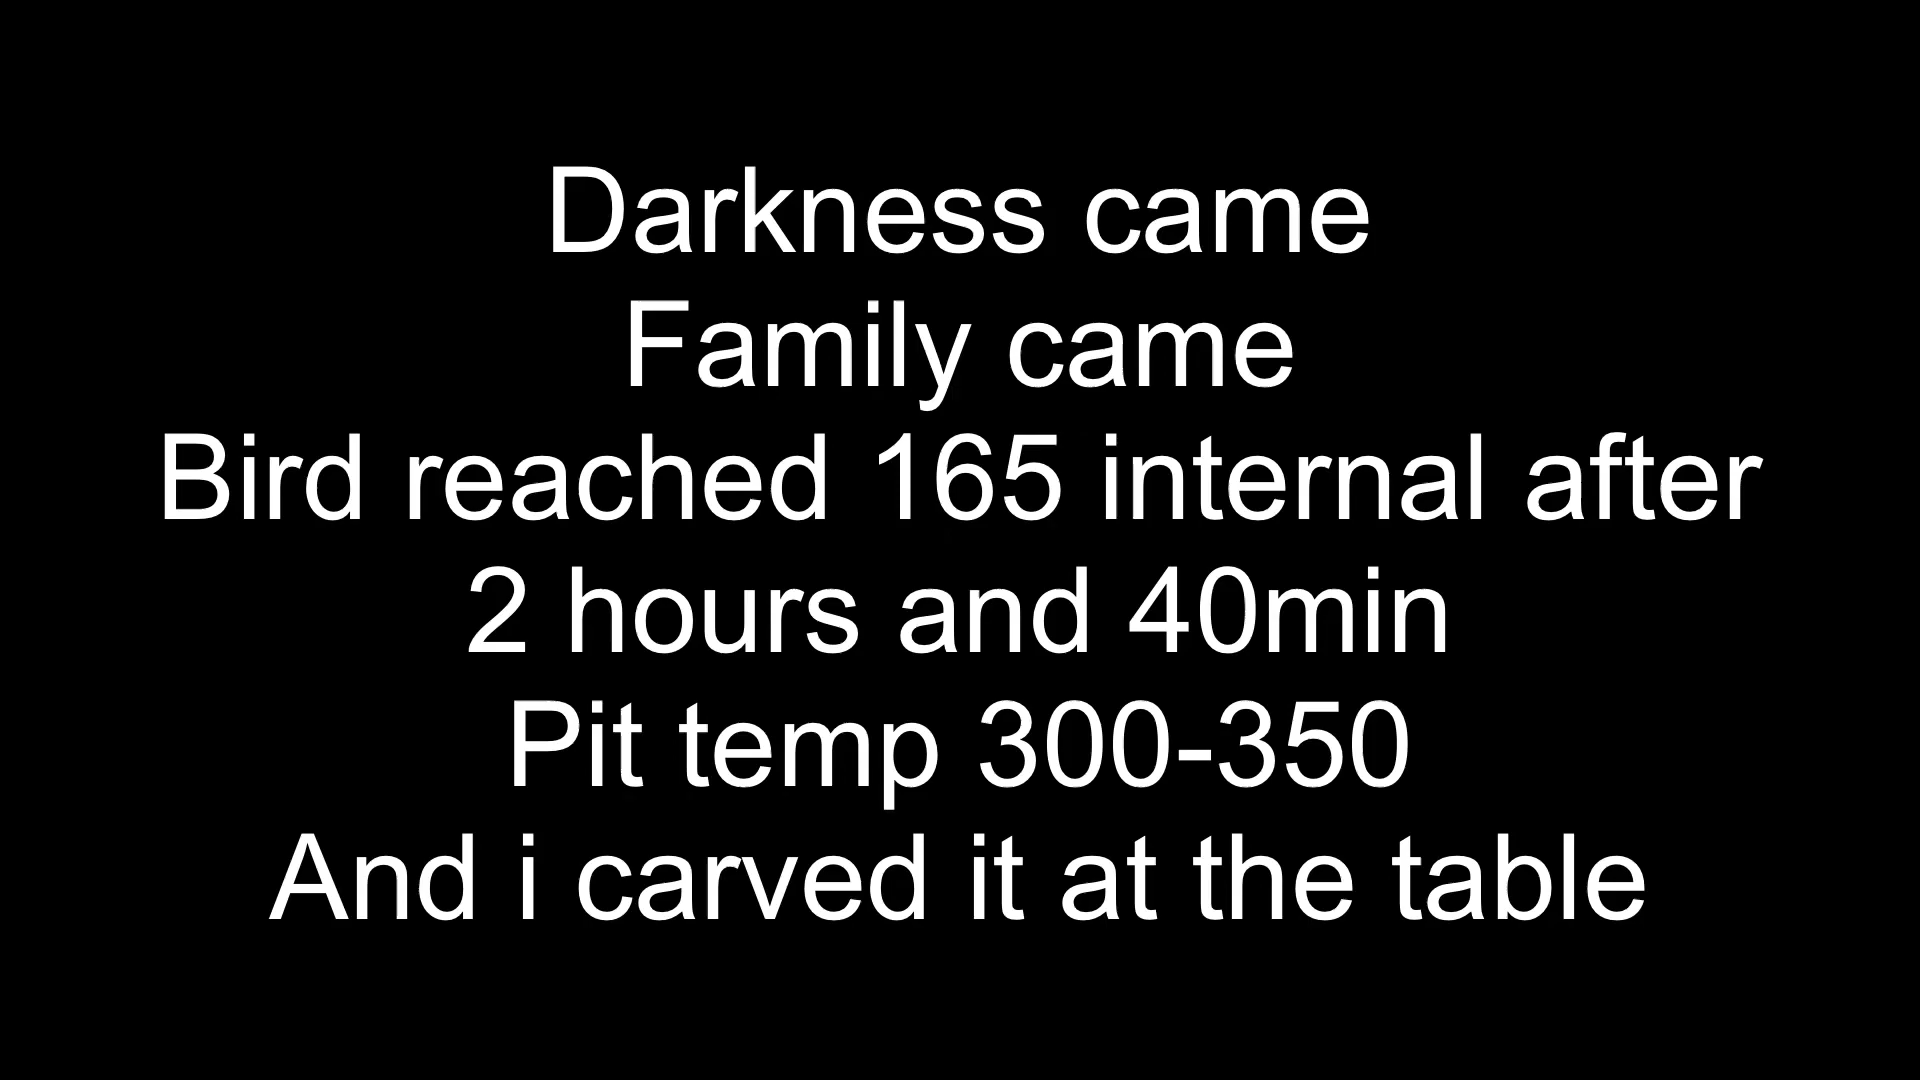 Darkness came
Family came
Bird reached 165 internal after
2 hours and 40min
Pit temp 300-350
And i carved it at the table